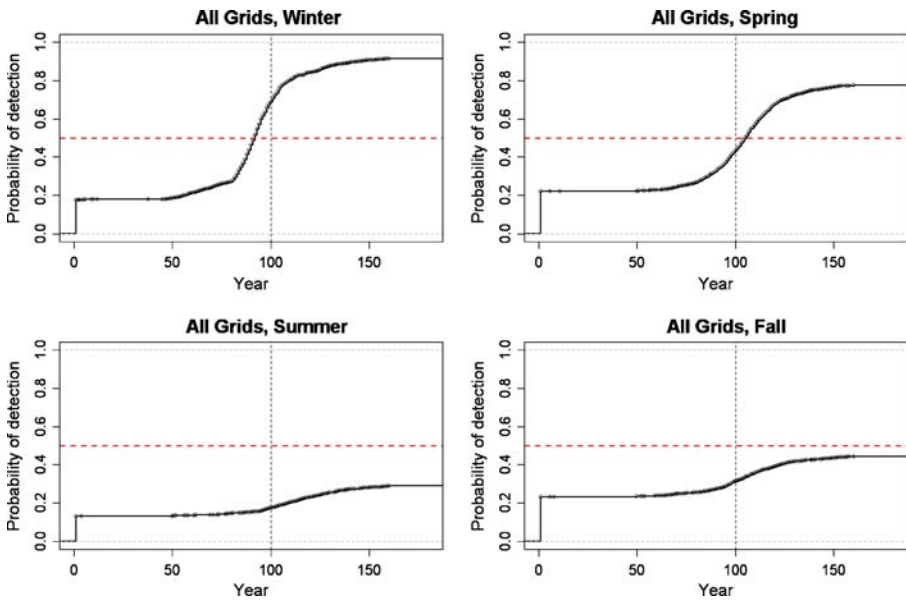 All Grids, Winter
Probability of detection
0.0 0.2 0.4 0.6 0.8 1.0
0 50 100 150
Year
All Grids, Spring
Probability of detection
0.0 0.2 0.4 0.6 0.8 1.0
0 50 100 150
Year
All Grids, Summer
Probability of detection
0.0 0.2 0.4 0.6 0.8 1.0
0 50 100 150
Year
All Grids, Fall
Probability of detection
0.0 0.2 0.4 0.6 0.8 1.0
0 50 100 150
Year